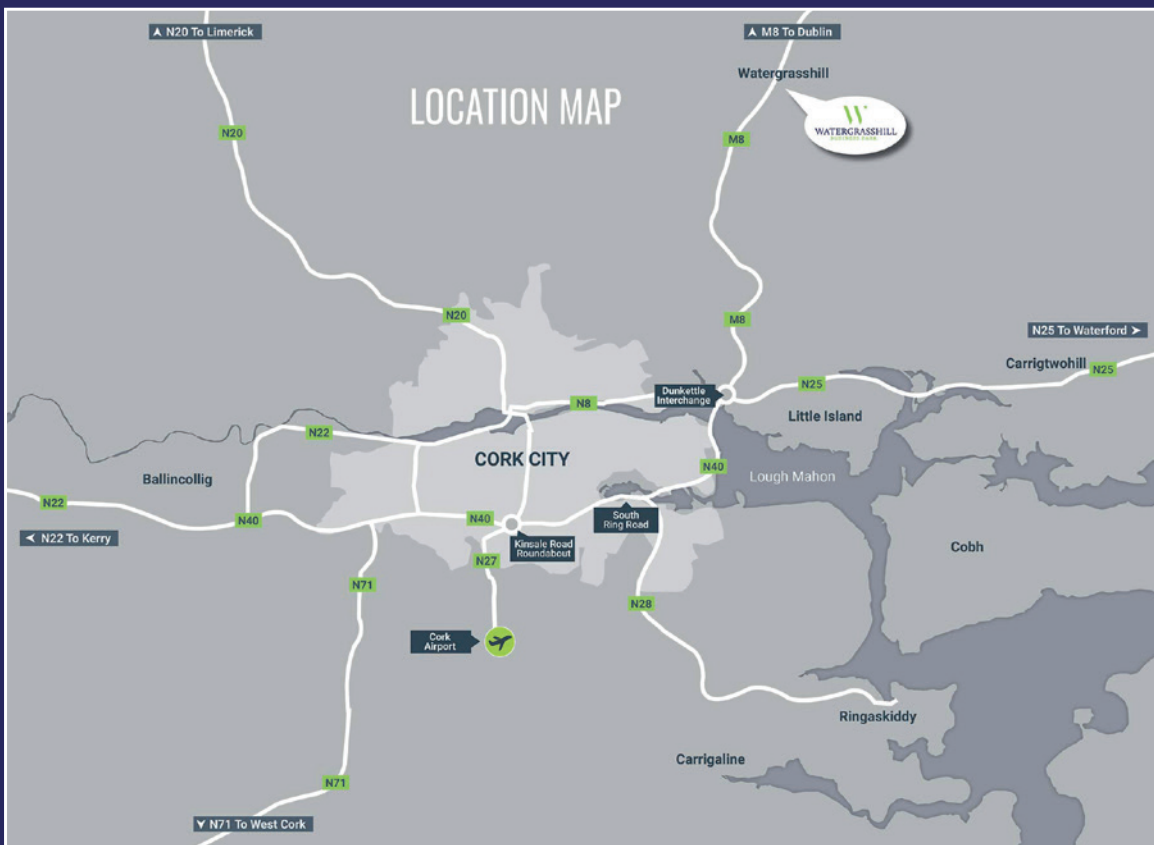 N20 To Limerick
M8 To Dublin
Watergrasshill
LOCATION MAP
W
WATERGRASSHILL
BUSINESS PARK
N20
M8
N20
M8
N25 To Waterford
Carrigtwohill
N25
Dunkettle
Interchange
N25
N8
Little Island
N22
CORK CITY
N40
Lough Mahon
Ballincollig
N22
N40
N40
South
Ring Road
N22 To Kerry
Kinsale Road
Roundabout
Cobh
N27
N71
N28
Cork
Airport
Ringaskiddy
Carrigaline
N71
N71 To West Cork